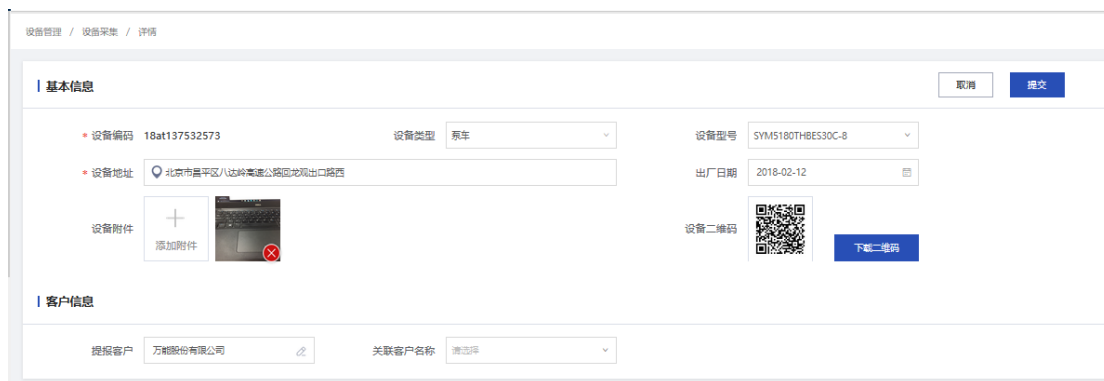 设备管理 / 设备采集 / 详情
基本信息 取消 提交
* 设备编码 18at137532573 设备类型 泵车 设备型号 SYM5180THBES30C-8
* 设备地址 北京市昌平区八达岭高速公路回龙观出口路西 出厂日期 2018-02-12
设备附件 添加附件 设备二维码 下载二维码
客户信息
提报客户 万能股份有限公司 关联客户名称 请选择